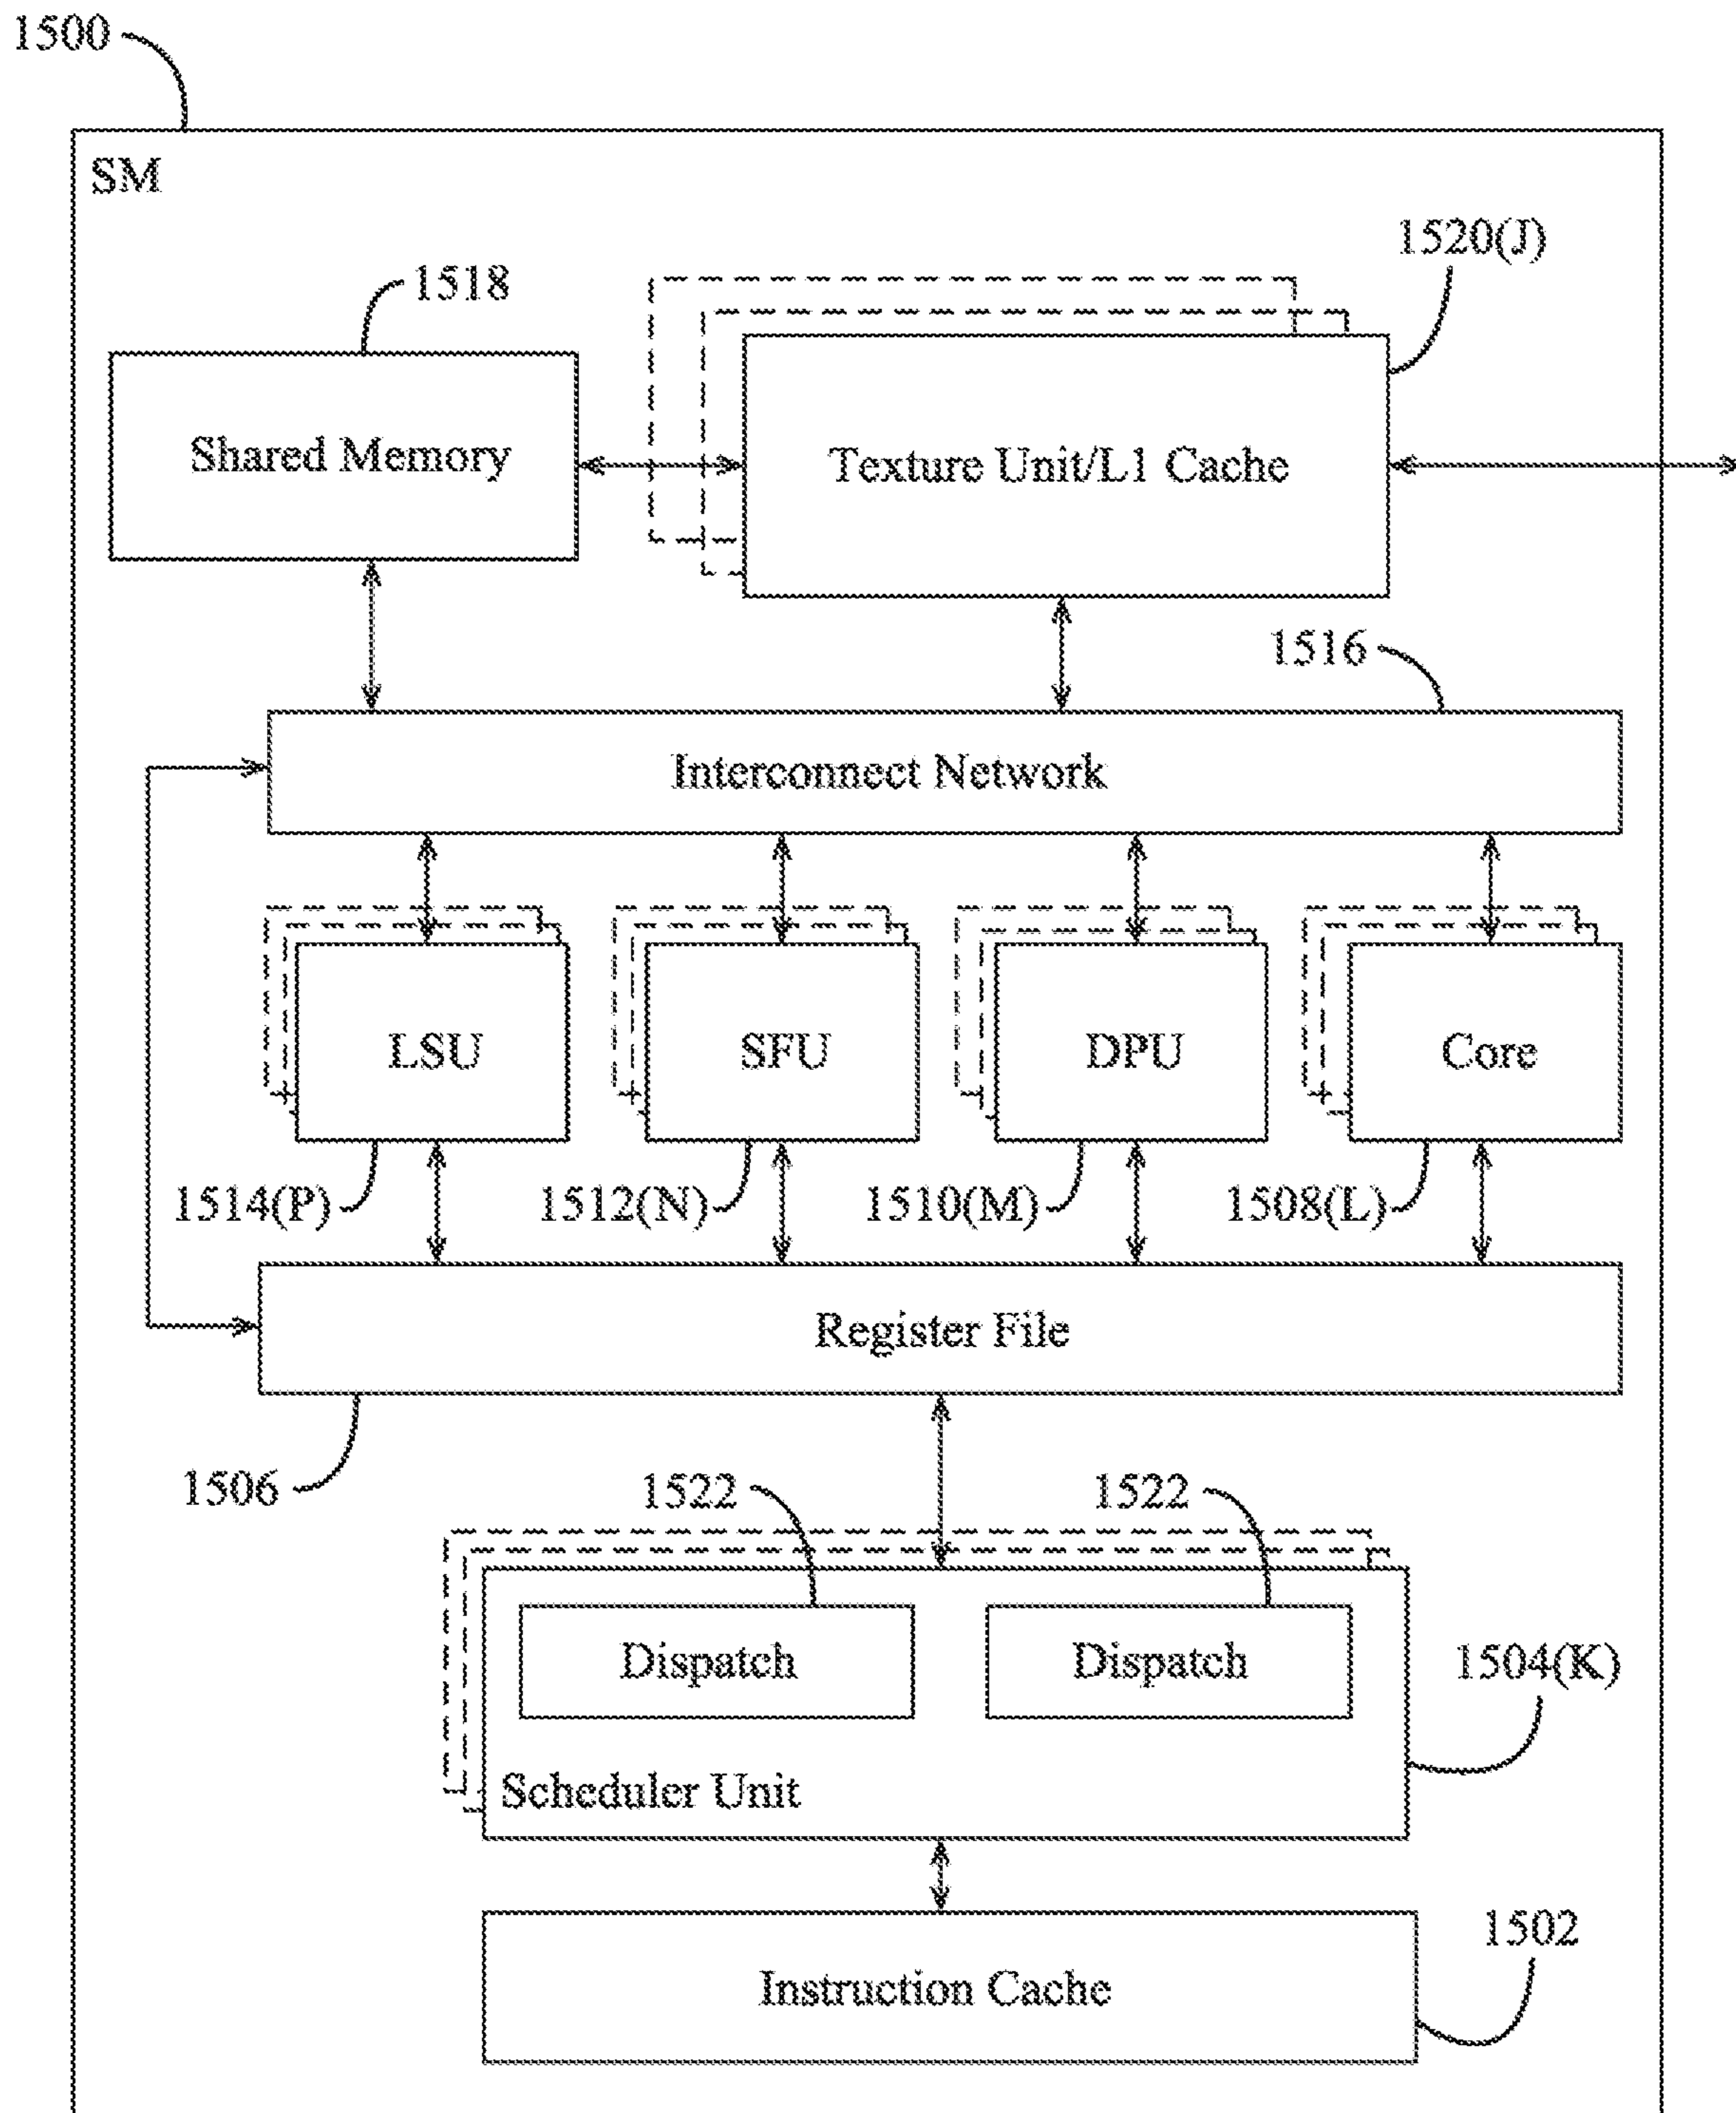 1500
SM
1520(J)
1518
Shared Memory
Texture Unit/L1 Cache
1516
Interconnect Network
LSU
SFU
DPU
Core
1514(P)
1512(N)
1510(M)
1508(L)
Register File
1506
1522
1522
Dispatch
Dispatch
1504(K)
Scheduler Unit
1502
Instruction Cache